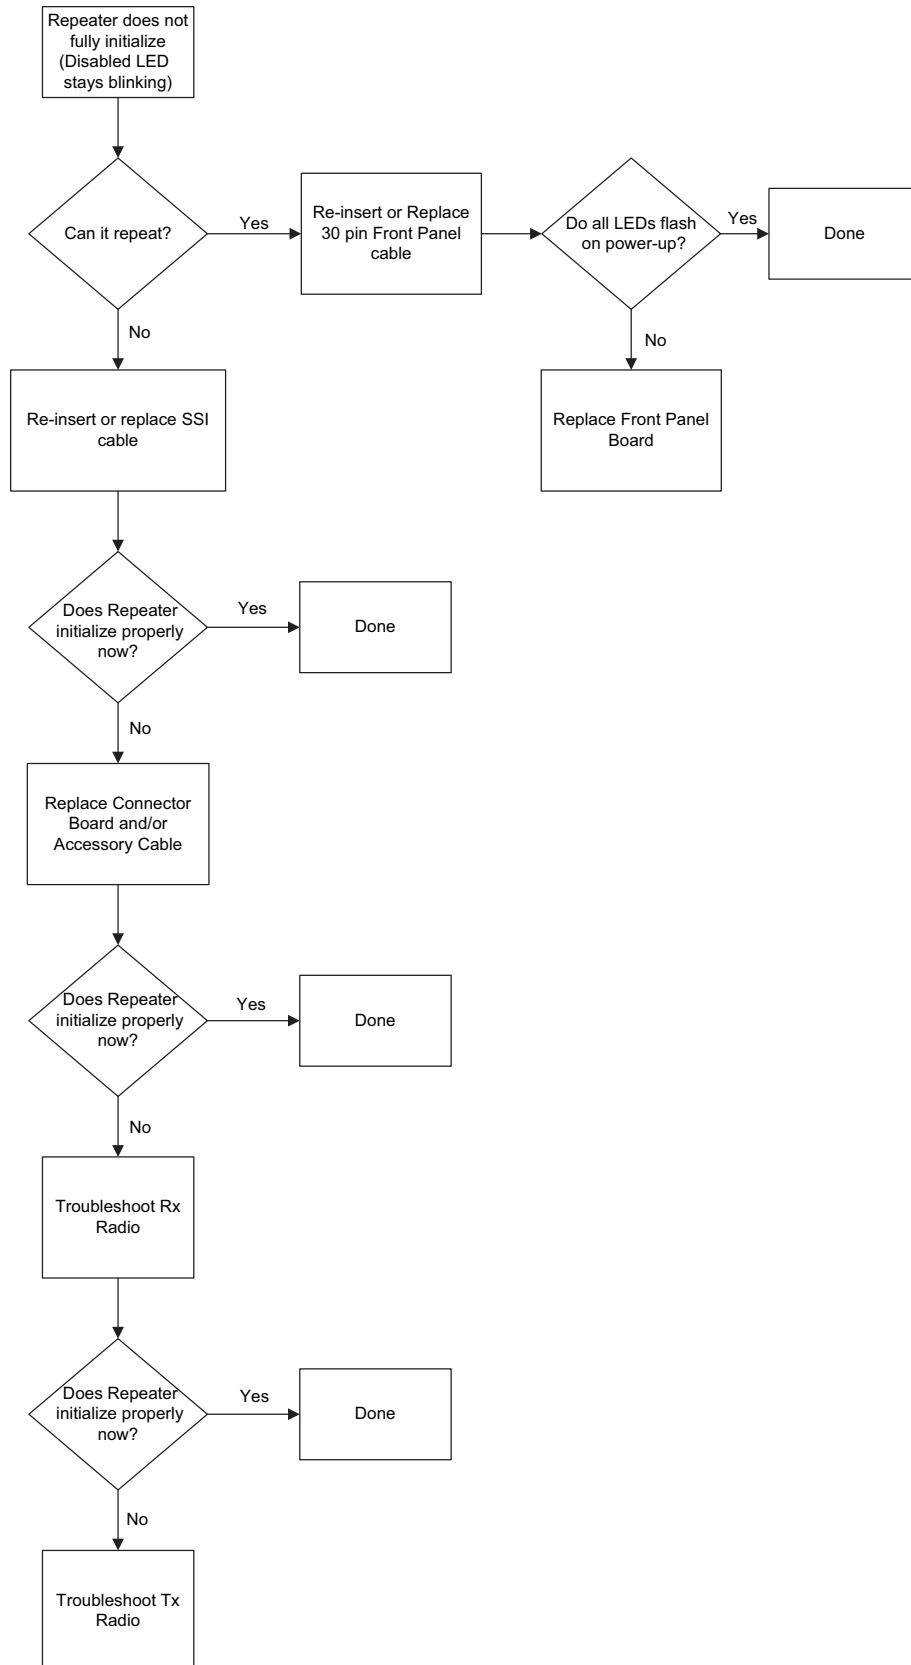 Repeater does not
fully initialize
(Disabled LED
stays blinking)
Can it repeat?
Yes
Re-insert or Replace
30 pin Front Panel
cable
Do all LEDs flash
on power-up?
Yes
Done
No
No
Re-insert or replace SSI
cable
Replace Front Panel
Board
Does Repeater
initialize properly
now?
Yes
Done
No
Replace Connector
Board and/or
Accessory Cable
Does Repeater
initialize properly
now?
Yes
Done
No
Troubleshoot Rx
Radio
Does Repeater
initialize properly
now?
Yes
Done
No
Troubleshoot Tx
Radio